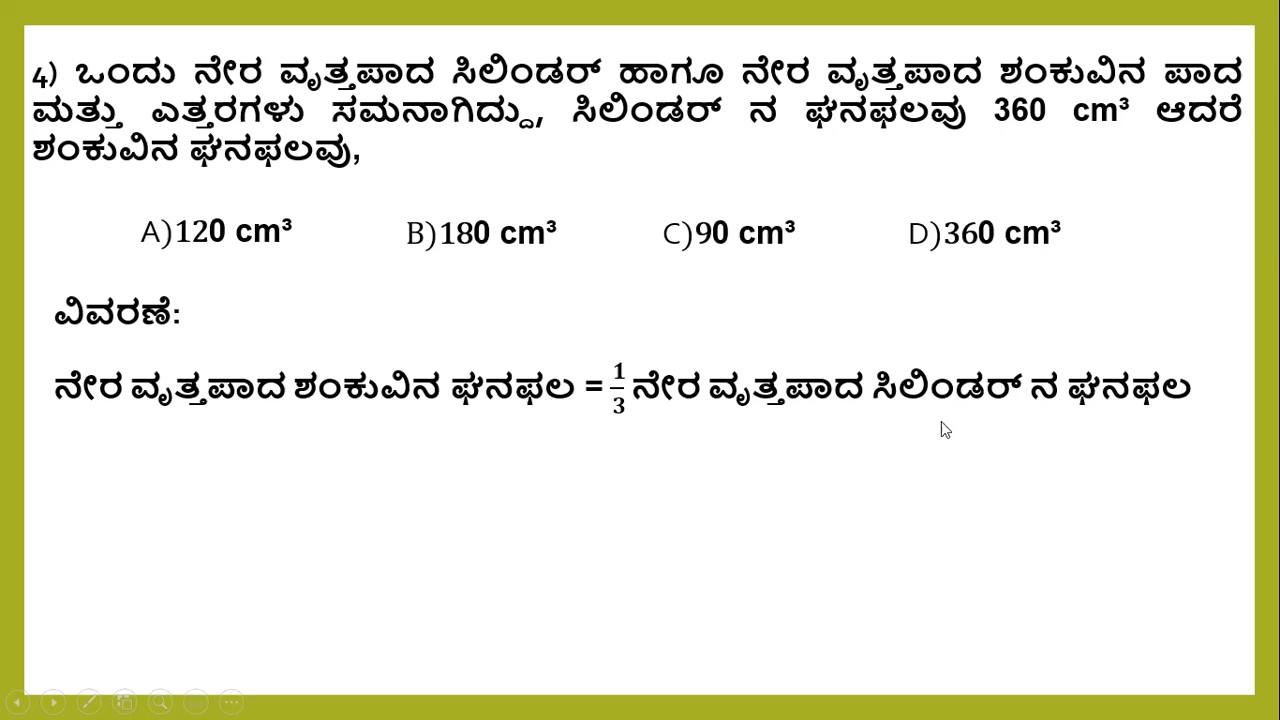 4) ಒಂದು ನೇರ ವೃತ್ತಪಾದ ಸಿಲಿಂಡರ್ ಹಾಗೂ ನೇರ ವೃತ್ತಪಾದ ಶಂಕುವಿನ ಪಾದ
ಮತ್ತು ಎತ್ತರಗಳು ಸಮನಾಗಿದ್ದು, ಸಿಲಿಂಡರ್ ನ ಘನಫಲವು 360 cm³ ಆದರೆ
ಶಂಕುವಿನ ಘನಫಲವು,
A)120 cm³ B)180 cm³ C)90 cm³ D)360 cm³
ವಿವರಣೆ:
ನೇರ ವೃತ್ತಪಾದ ಶಂಕುವಿನ ಘನಫಲ = 1/3 ನೇರ ವೃತ್ತಪಾದ ಸಿಲಿಂಡರ್ ನ ಘನಫಲ